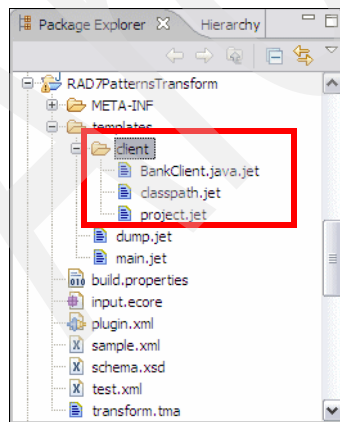 Package Explorer Hierarchy
RAD7PatternsTransform
META-INF
templates
client
BankClient.java.jet
classpath.jet
project.jet
dump.jet
main.jet
build.properties
input.ecore
plugin.xml
sample.xml
schema.xsd
test.xml
transform.tma